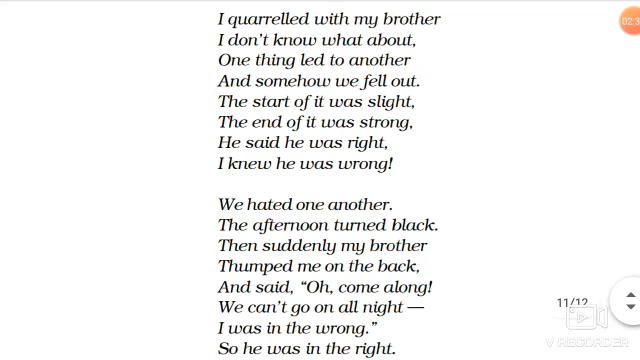 I quarrelled with my brother
I don't know what about,
One thing led to another
And somehow we fell out.
The start of it was slight,
The end of it was strong,
He said he was right,
I knew he was wrong!
We hated one another.
The afternoon turned black.
Then suddenly my brother
Thumped me on the back,
And said, “Oh, come along!
We can't go on all night —
I was in the wrong.”
So he was in the right.
02:3
11/12
V RECORDER